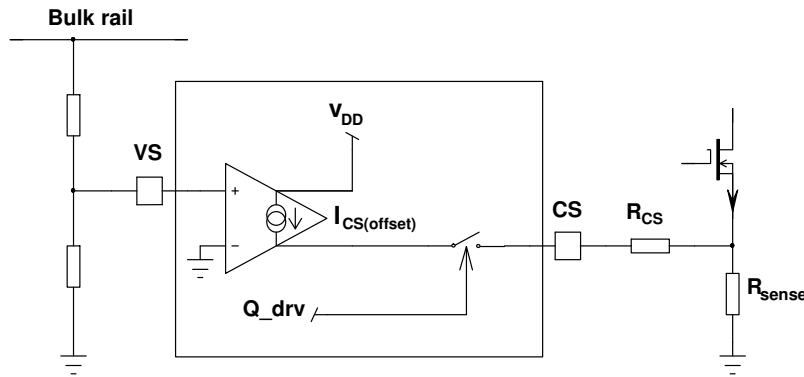 Bulk rail
VDD
VS
+
ICS(offset)
CS
RCS
−
Q_drv
Rsense